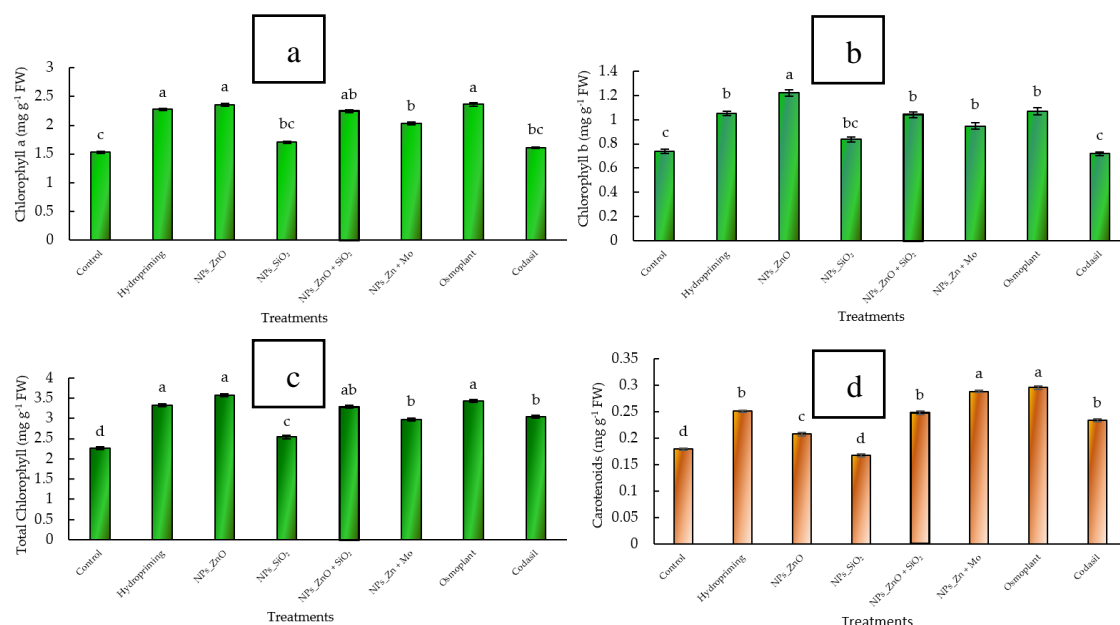 a
Chlorophyll a (mg g⁻¹ FW)
3
2.5
2
1.5
1
0.5
0
c
a
a
bc
ab
b
a
bc
Control
Hydropriming
NPs_ZnO
NPs_SiO₂
NPs_ZnO + SiO₂
NPs_Zn + Mo
Osmoplant
Codasil
Treatments
b
Chlorophyll b (mg g⁻¹ FW)
1.4
1.2
1
0.8
0.6
0.4
0.2
0
c
b
a
bc
b
b
b
c
Control
Hydropriming
NPs_ZnO
NPs_SiO₂
NPs_ZnO + SiO₂
NPs_Zn + Mo
Osmoplant
Codasil
Treatments
c
Total Chlorophyll (mg g⁻¹ FW)
4
3.5
3
2.5
2
1.5
1
0.5
0
d
a
a
c
ab
b
a
b
Control
Hydropriming
NPs_ZnO
NPs_SiO₂
NPs_ZnO + SiO₂
NPs_Zn + Mo
Osmoplant
Codasil
Treatments
d
Carotenoids (mg g⁻¹ FW)
0.35
0.3
0.25
0.2
0.15
0.1
0.05
0
d
b
c
d
b
a
a
b
Control
Hydropriming
NPs_ZnO
NPs_SiO₂
NPs_ZnO + SiO₂
NPs_Zn + Mo
Osmoplant
Codasil
Treatments